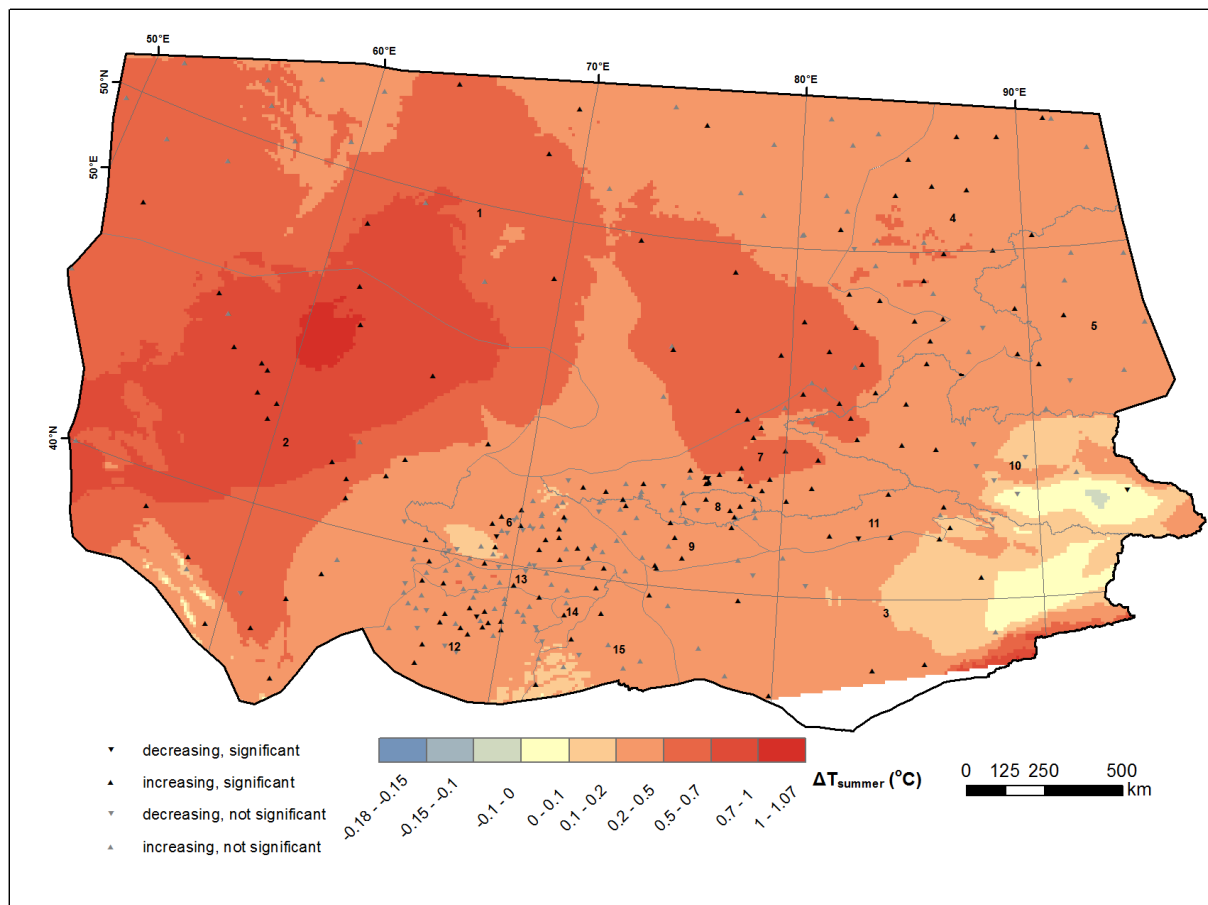 50°E
60°E
70°E
80°E
90°E
50°N
50°E
40°N
1
4
5
2
7
10
6
8
11
9
13
14
3
12
15
decreasing, significant
increasing, significant
decreasing, not significant
increasing, not significant
-0.18 - -0.15
-0.15 - -0.1
-0.1 - 0
0 - 0.1
0.1 - 0.2
0.2 - 0.5
0.5 - 0.7
0.7 - 1
1 - 1.07
ΔTsummer (°C)
0 125 250 500
km